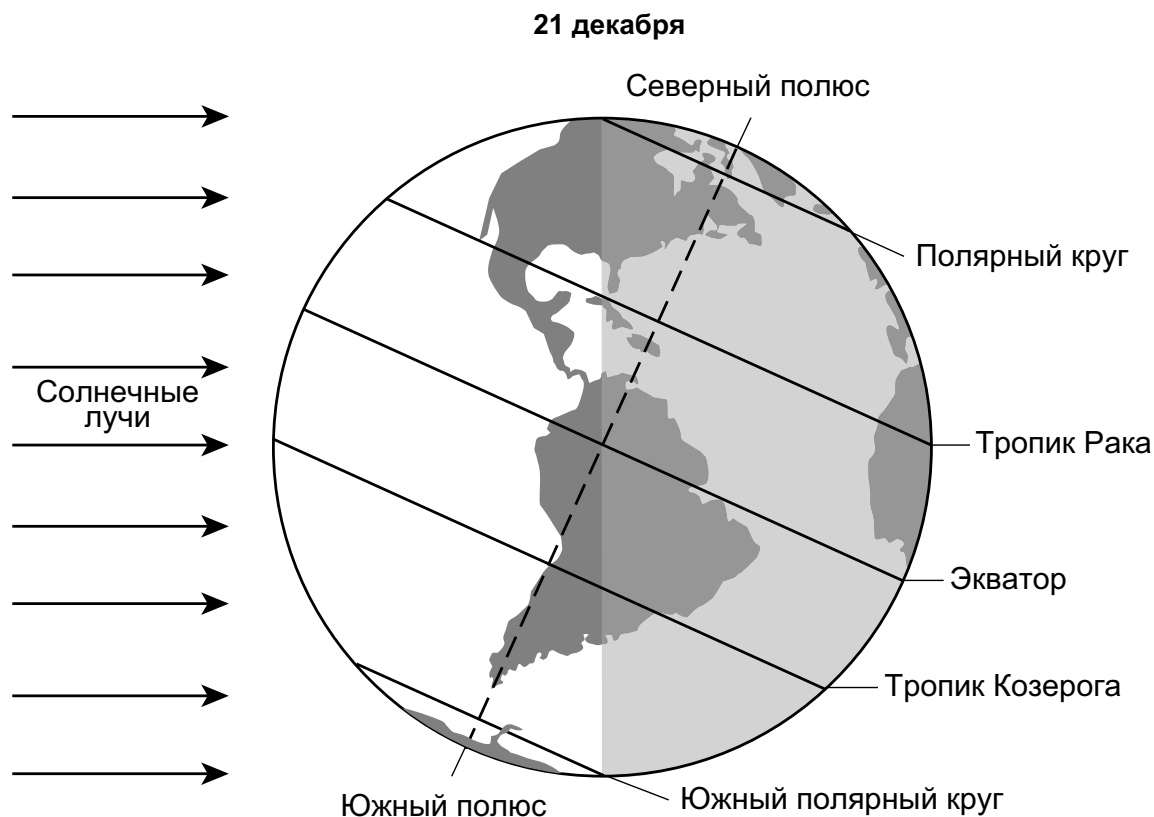 21 декабря
Северный полюс
Полярный круг
Солнечные
лучи
Тропик Рака
Экватор
Тропик Козерога
Южный полюс
Южный полярный круг